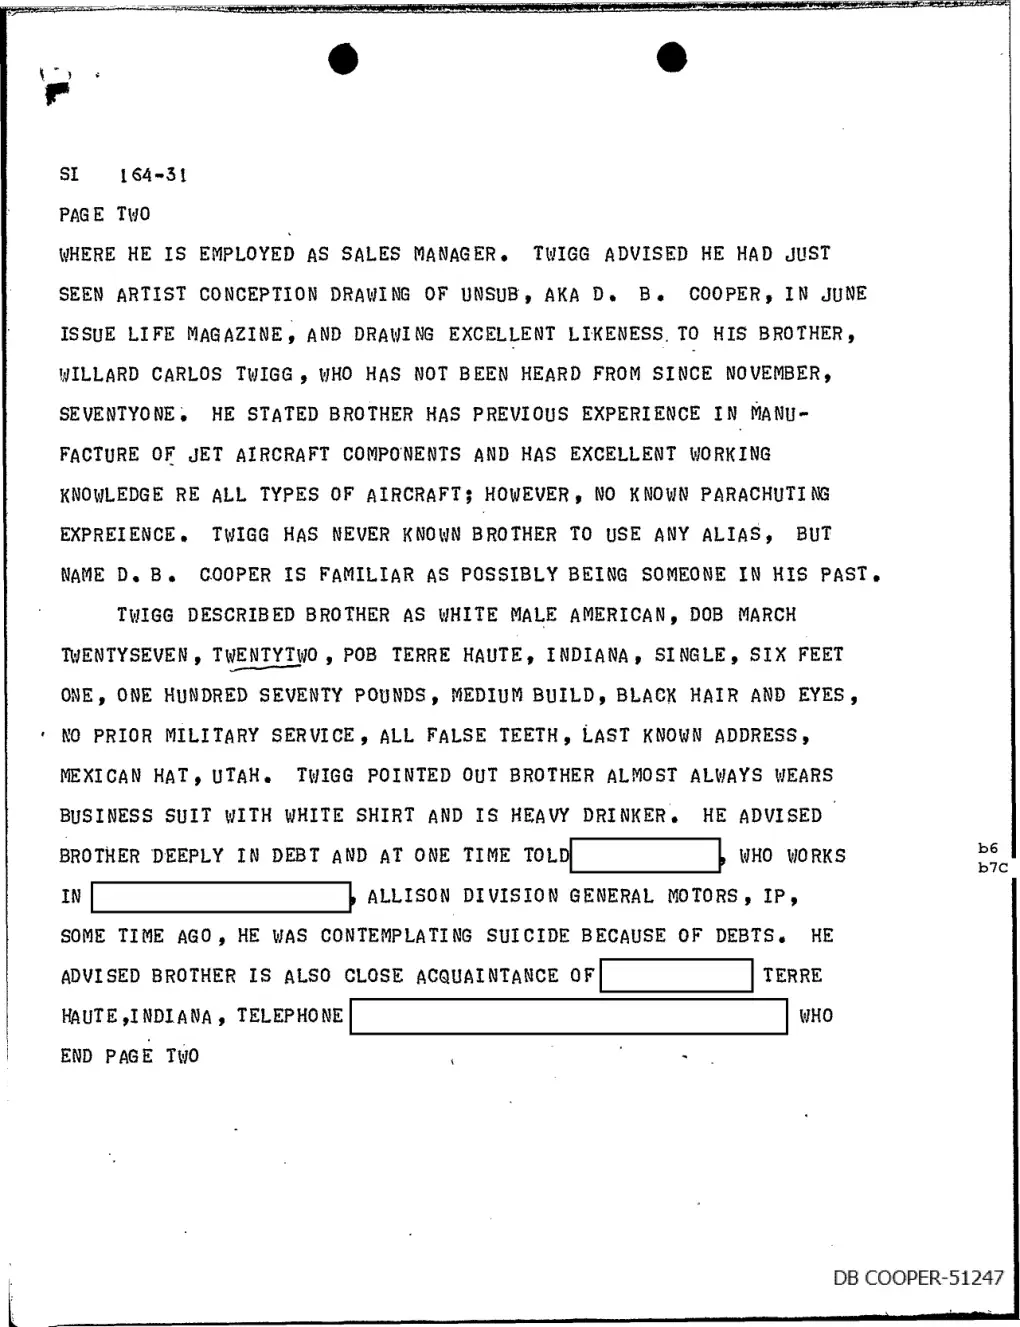 SI 164-31
PAGE TWO
WHERE HE IS EMPLOYED AS SALES MANAGER. TWIGG ADVISED HE HAD JUST
SEEN ARTIST CONCEPTION DRAWING OF UNSUB, AKA D. B. COOPER, IN JUNE
ISSUE LIFE MAGAZINE, AND DRAWING EXCELLENT LIKENESS TO HIS BROTHER,
WILLARD CARLOS TWIGG, WHO HAS NOT BEEN HEARD FROM SINCE NOVEMBER,
SEVENTYONE. HE STATED BROTHER HAS PREVIOUS EXPERIENCE IN MANU-
FACTURE OF JET AIRCRAFT COMPONENTS AND HAS EXCELLENT WORKING
KNOWLEDGE RE ALL TYPES OF AIRCRAFT; HOWEVER, NO KNOWN PARACHUTING
EXPREIENCE. TWIGG HAS NEVER KNOWN BROTHER TO USE ANY ALIAS, BUT
NAME D. B. COOPER IS FAMILIAR AS POSSIBLY BEING SOMEONE IN HIS PAST.
TWIGG DESCRIBED BROTHER AS WHITE MALE AMERICAN, DOB MARCH
TWENTYSEVEN, TWENTYTWO, POB TERRE HAUTE, INDIANA, SINGLE, SIX FEET
ONE, ONE HUNDRED SEVENTY POUNDS, MEDIUM BUILD, BLACK HAIR AND EYES,
NO PRIOR MILITARY SERVICE, ALL FALSE TEETH, LAST KNOWN ADDRESS,
MEXICAN HAT, UTAH. TWIGG POINTED OUT BROTHER ALMOST ALWAYS WEARS
BUSINESS SUIT WITH WHITE SHIRT AND IS HEAVY DRINKER. HE ADVISED
BROTHER DEEPLY IN DEBT AND AT ONE TIME TOLD , WHO WORKS
b6
b7C
IN , ALLISON DIVISION GENERAL MOTORS, IP,
SOME TIME AGO, HE WAS CONTEMPLATING SUICIDE BECAUSE OF DEBTS. HE
ADVISED BROTHER IS ALSO CLOSE ACQUAINTANCE OF TERRE
HAUTE,INDIANA, TELEPHONE WHO
END PAGE TWO
DB COOPER-51247